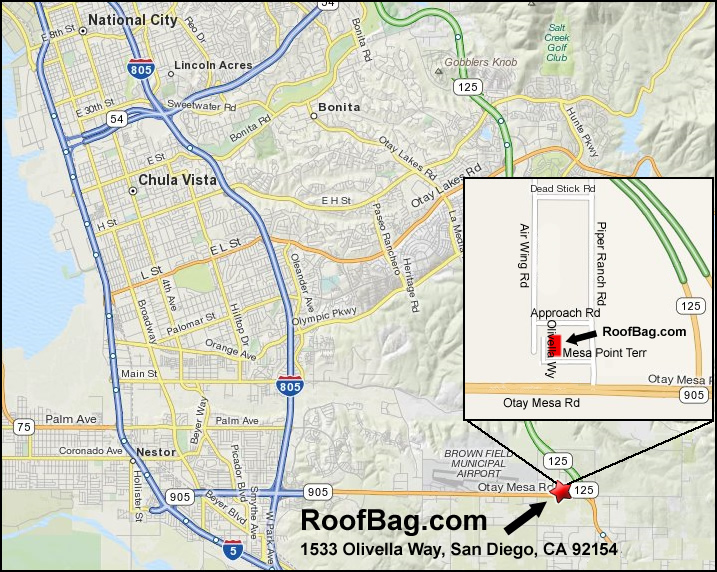 54
National City
E 8th St
Reo Dr
Bonita Rd
Salt
Creek
Golf
Club
Gobblers Knob
805
Lincoln Acres
125
E 30th St
Sweetwater Rd
54
Bonita
Bonita Rd
Hunte Pkwy
E St
Otay Lakes Rd
Otay Lakes Rd
Chula Vista
E H St
H St
Paseo Ranchero
La Media
E L St
L St
Oleander Ave
Heritage Rd
4th Ave
Broadway
Hilltop Dr
Olympic Pkwy
Palomar St
Orange Ave
Main St
805
Dead Stick Rd
Air Wing Rd
Piper Ranch Rd
125
Approach Rd
Olivella Wy
RoofBag.com
Mesa Point Terr
Otay Mesa R
905
Otay Mesa Rd
75
Palm Ave
Palm Ave
Beyer Way
Coronado Ave
Nestor
Picador Blvd
Smythe Ave
Hollister St
BROWN FIELD
MUNICIPAL
AIRPORT
125
905
905
Otay Mesa Rd
125
Beyer Blvd
W Park Ave
5
RoofBag.com
1533 Olivella Way, San Diego, CA 92154